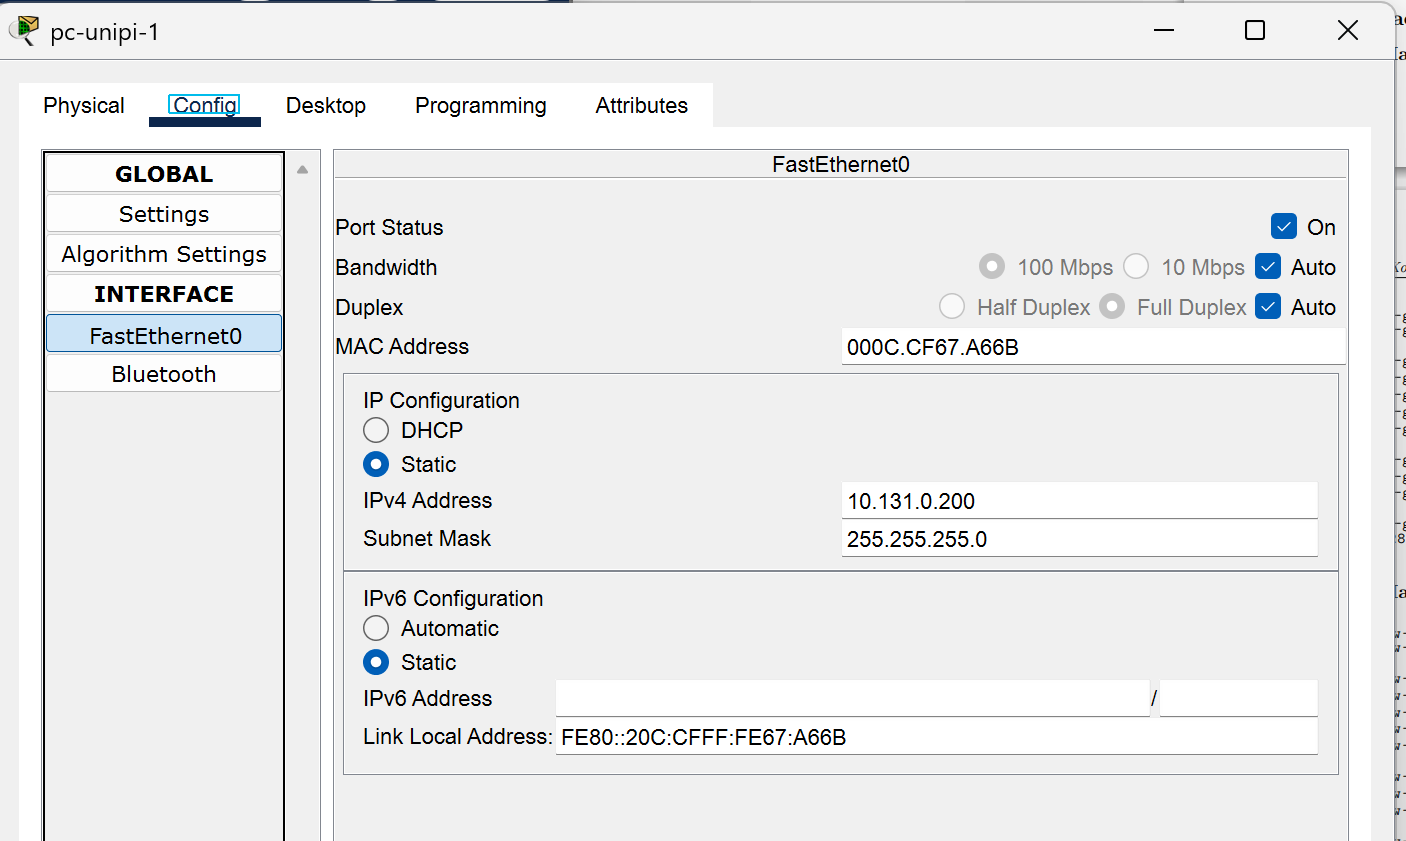 pc-unipi-1
Physical Config Desktop Programming Attributes
GLOBAL
Settings
Algorithm Settings
INTERFACE
FastEthernet0
Bluetooth
FastEthernet0
Port Status On
Bandwidth 100 Mbps 10 Mbps Auto
Duplex Half Duplex Full Duplex Auto
MAC Address 000C.CF67.A66B
IP Configuration
DHCP
Static
IPv4 Address 10.131.0.200
Subnet Mask 255.255.255.0
IPv6 Configuration
Automatic
Static
IPv6 Address /
Link Local Address: FE80::20C:CFFF:FE67:A66B